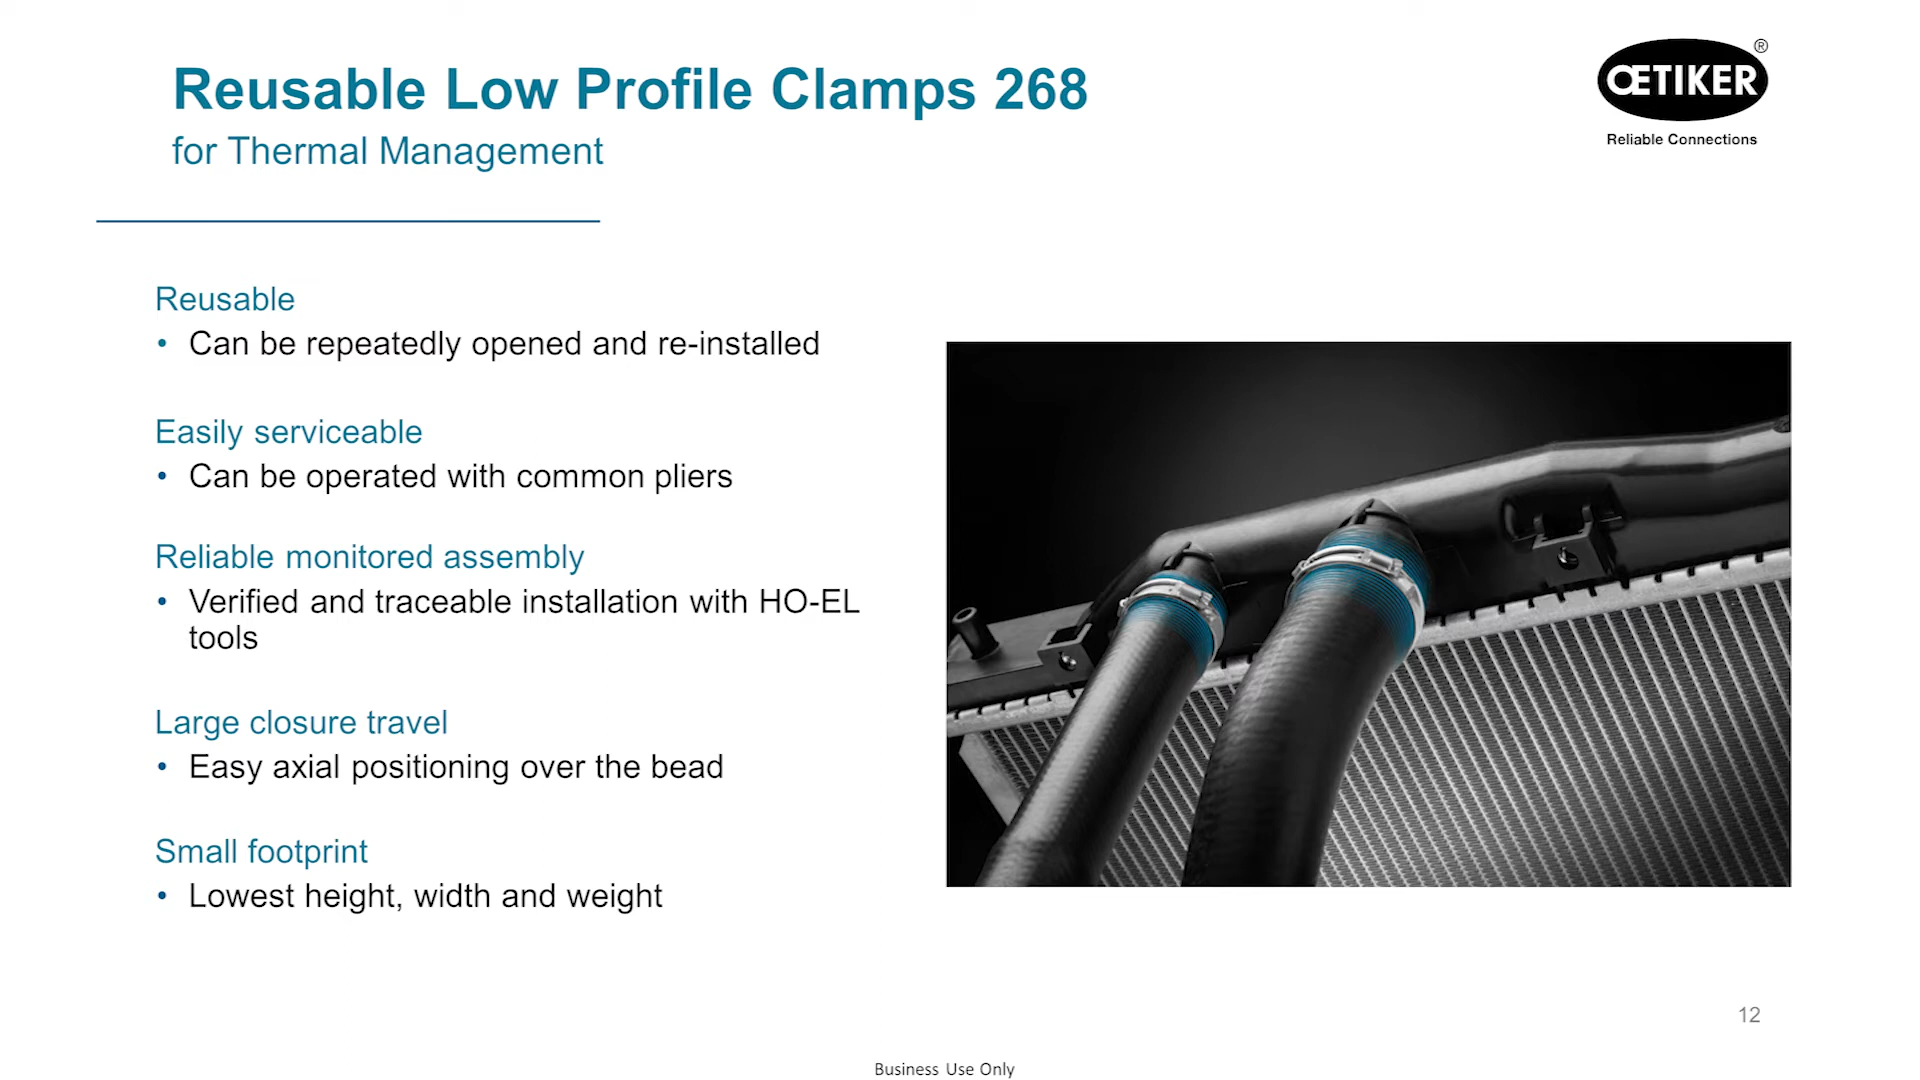 Reusable Low Profile Clamps 268
for Thermal Management
ŒTIKER®
Reliable Connections
Reusable
• Can be repeatedly opened and re-installed
Easily serviceable
• Can be operated with common pliers
Reliable monitored assembly
• Verified and traceable installation with HO-EL
tools
Large closure travel
• Easy axial positioning over the bead
Small footprint
• Lowest height, width and weight
12
Business Use Only